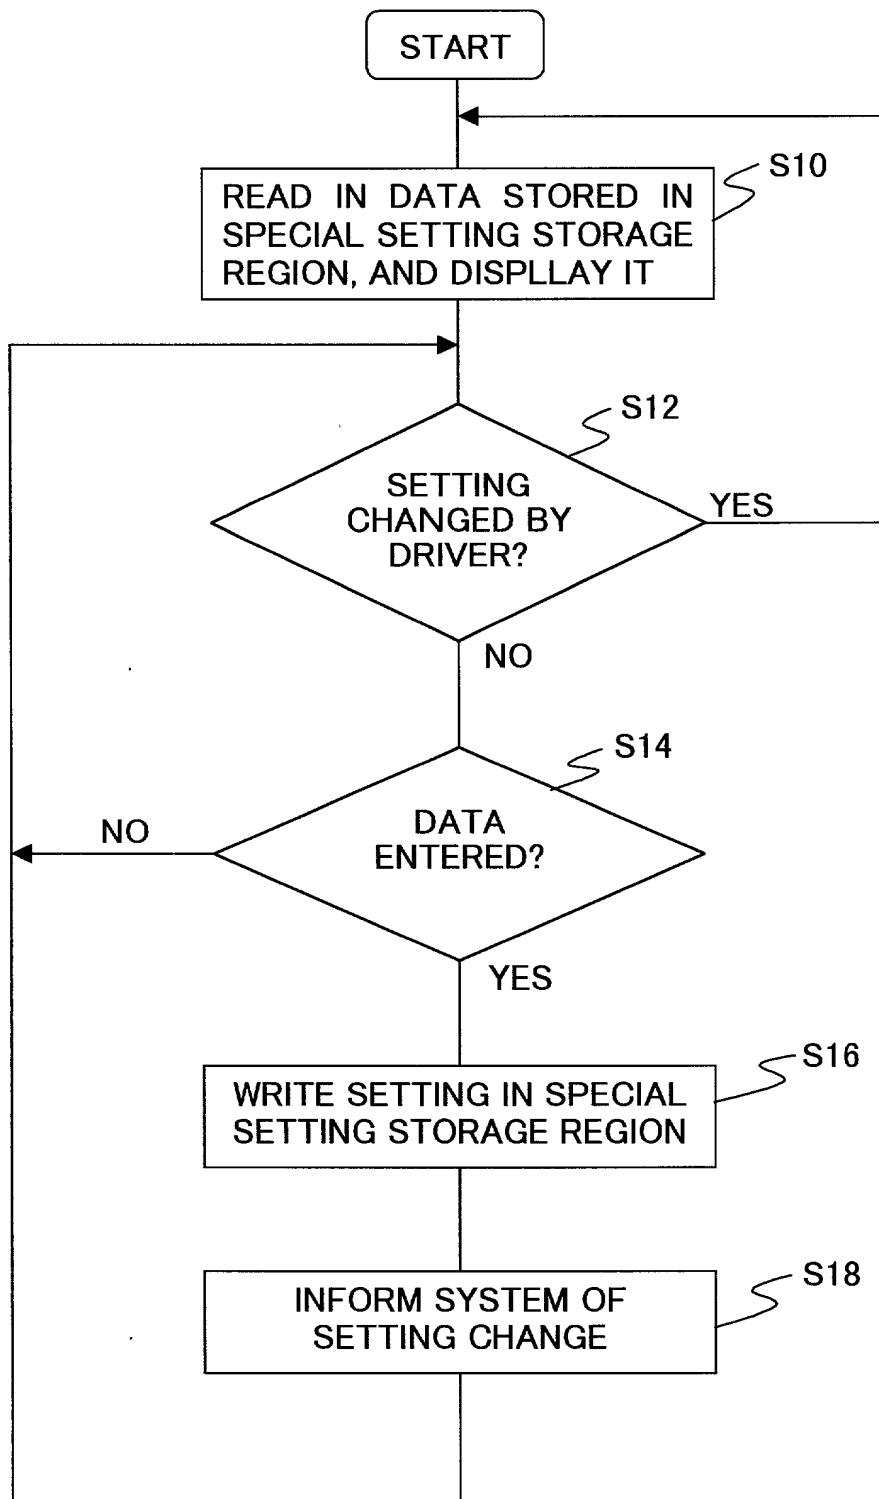 START
S10
READ IN DATA STORED IN
SPECIAL SETTING STORAGE
REGION, AND DISPLLAY IT
S12
SETTING
CHANGED BY
DRIVER?
YES
NO
S14
DATA
ENTERED?
NO
YES
S16
WRITE SETTING IN SPECIAL
SETTING STORAGE REGION
S18
INFORM SYSTEM OF
SETTING CHANGE